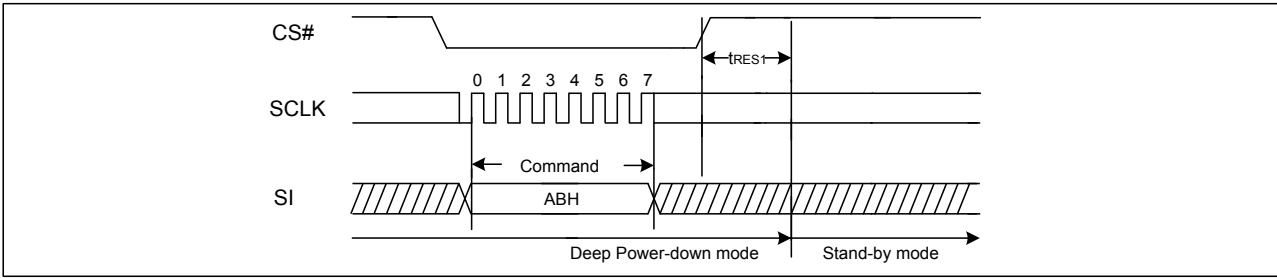 CS#
tRES1
0 1 2 3 4 5 6 7
SCLK
Command
SI
ABH
Deep Power-down mode Stand-by mode